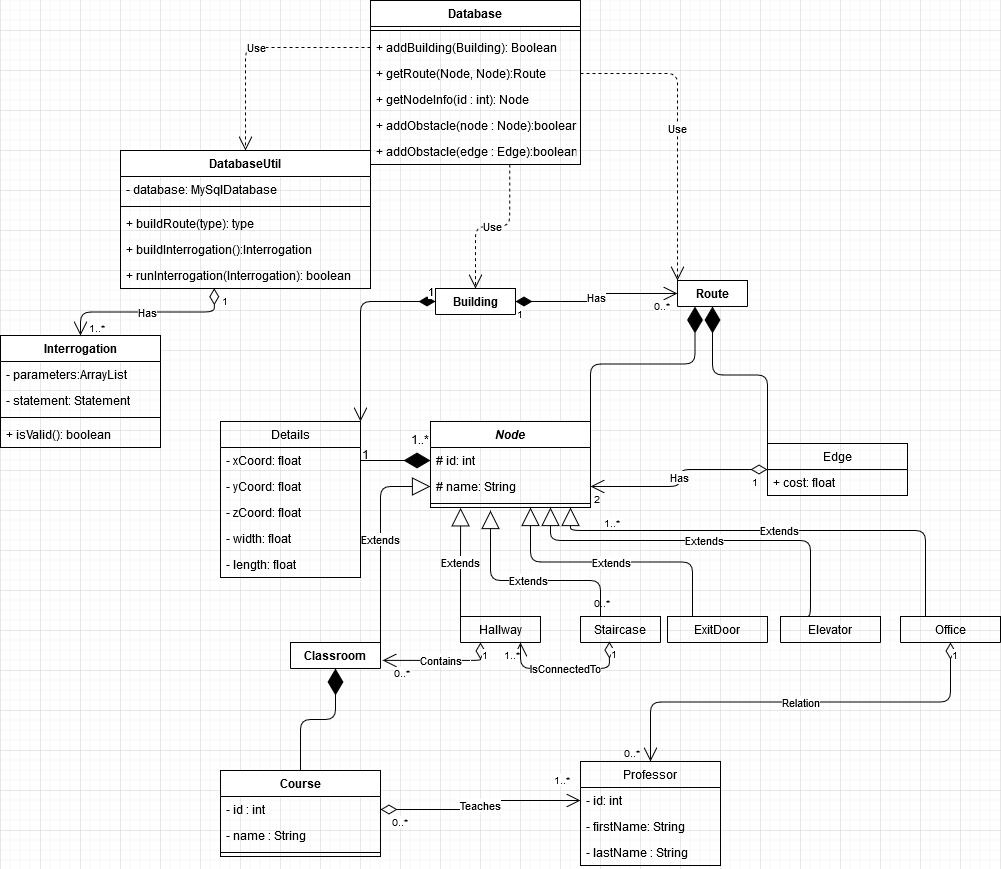 Database
+ addBuilding(Building): Boolean
+ getRoute(Node, Node):Route
+ getNodeInfo(id : int): Node
+ addObstacle(node : Node):boolean
+ addObstacle(edge : Edge):boolean
Use
Use
Use
DatabaseUtil
- database: MySqlDatabase
+ buildRoute(type): type
+ buildInterrogation():Interrogation
+ runInterrogation(Interrogation): boolean
1
Has
1..*
Interrogation
- parameters:ArrayList
- statement: Statement
+ isValid(): boolean
1
Building
1
Has
0..*
Route
Details
- xCoord: float
- yCoord: float
- zCoord: float
- width: float
- length: float
1
1..*
Node
# id: int
# name: String
2
Has
1
Edge
+ cost: float
Extends
Extends
Extends
Extends
Extends
1..*
Extends
0..*
Hallway
Staircase
ExitDoor
Elevator
Office
Classroom
0..*
Contains
1
1..*
IsConnectedTo
1
1
Relation
0..*
Course
- id : int
- name : String
0..*
Teaches
1..*
Professor
- id: int
- firstName: String
- lastName : String